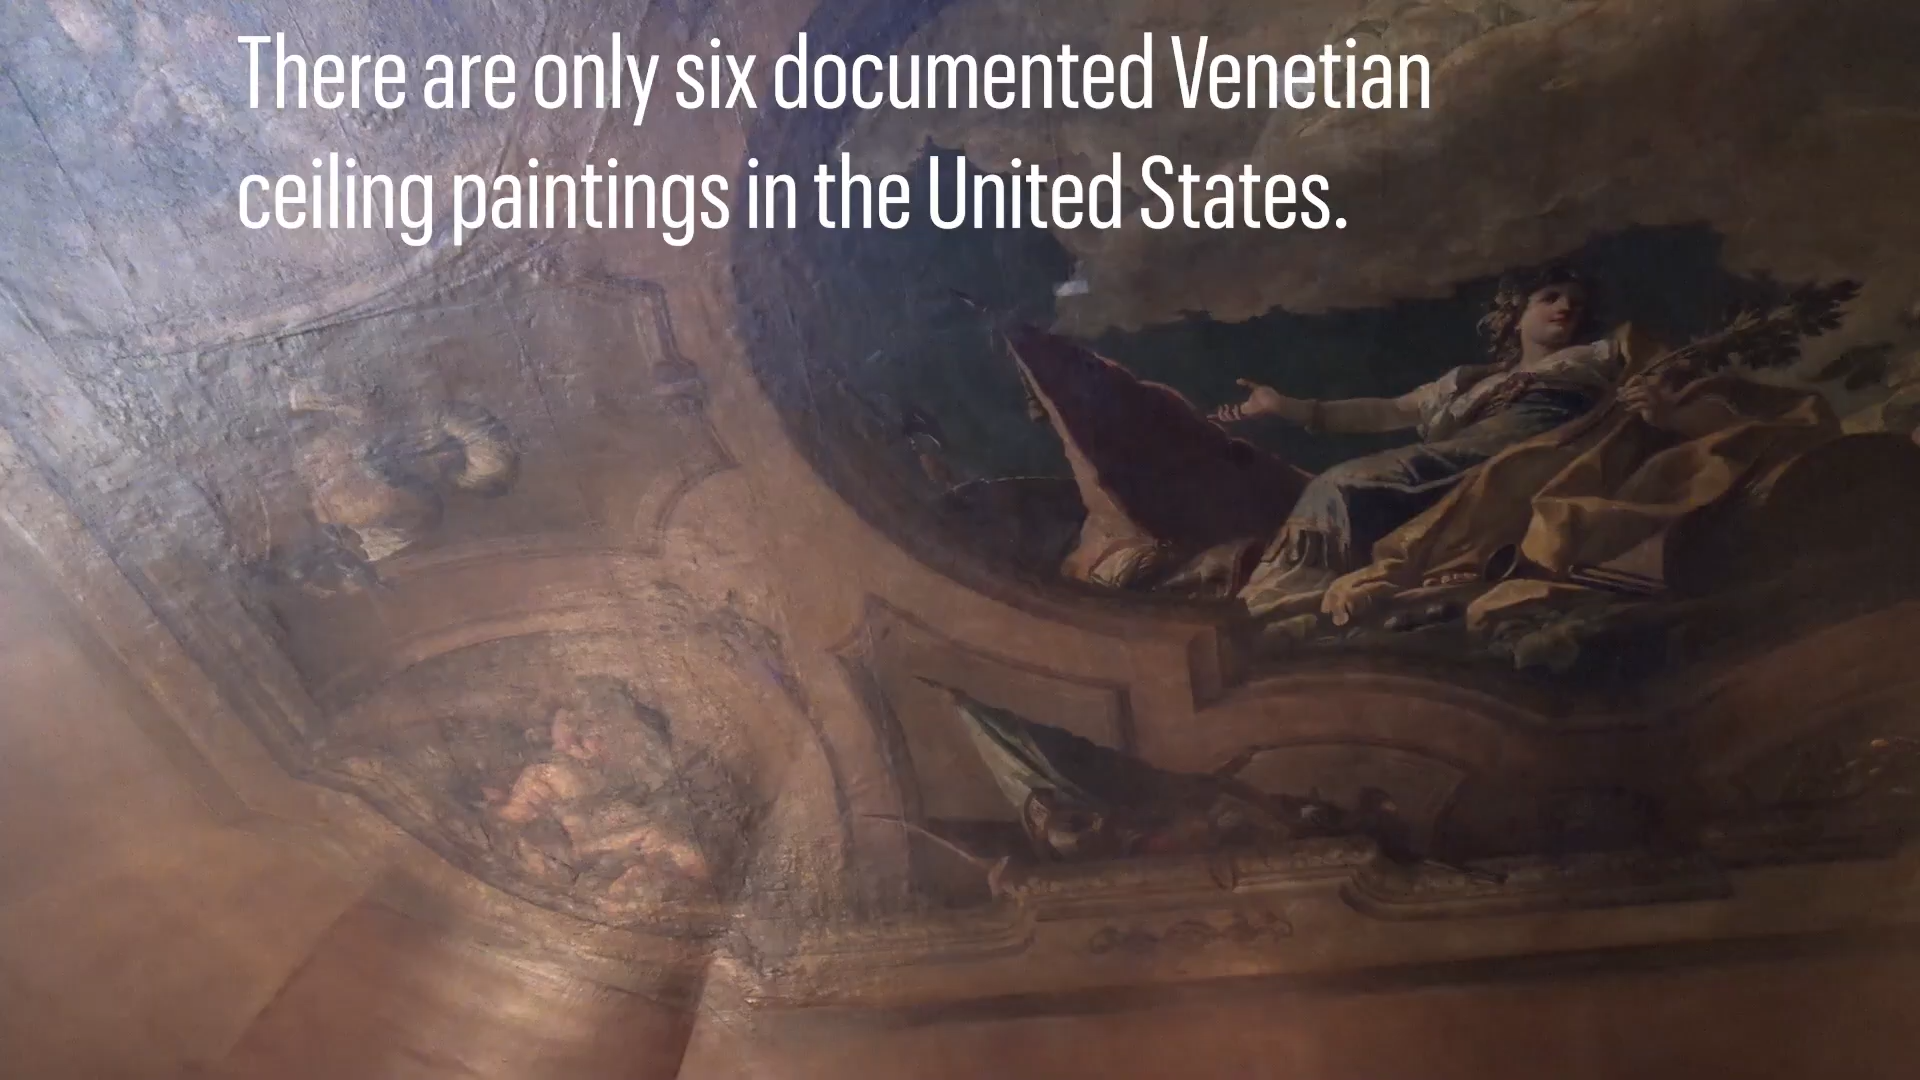 There are only six documented Venetian
ceiling paintings in the United States.